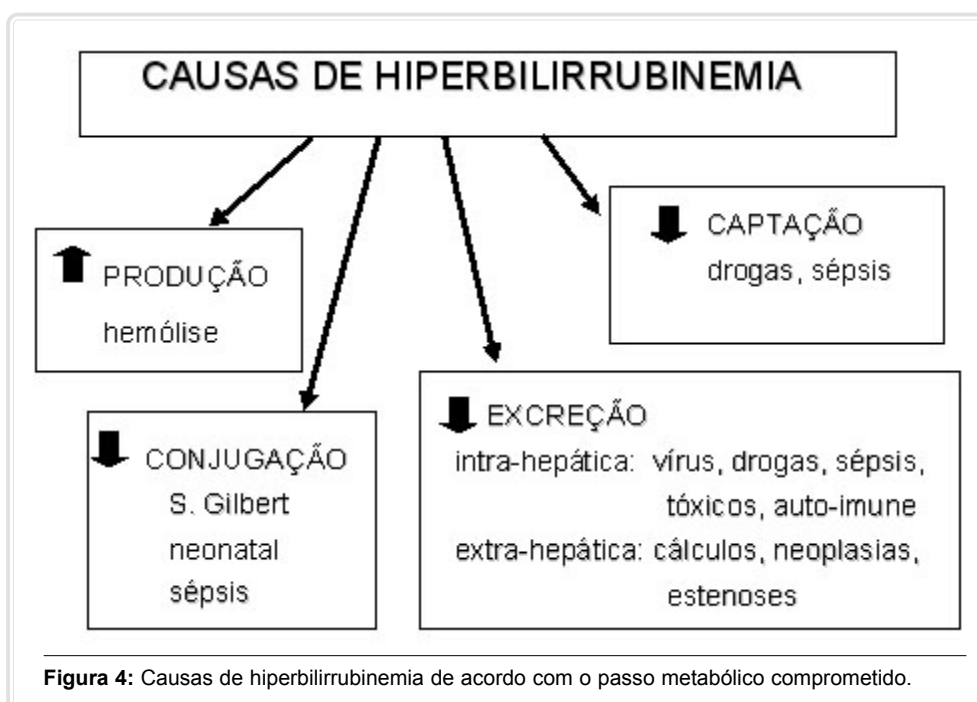 CAUSAS DE HIPERBILIRRUBINEMIA
PRODUÇÃO
hemólise
CAPTAÇÃO
drogas, sépsis
CONJUGAÇÃO
S. Gilbert
neonatal
sépsis
EXCREÇÃO
intra-hepática: vírus, drogas, sépsis,
tóxicos, auto-imune
extra-hepática: cálculos, neoplasias,
estenoses
Figura 4: Causas de hiperbilirrubinemia de acordo com o passo metabólico comprometido.